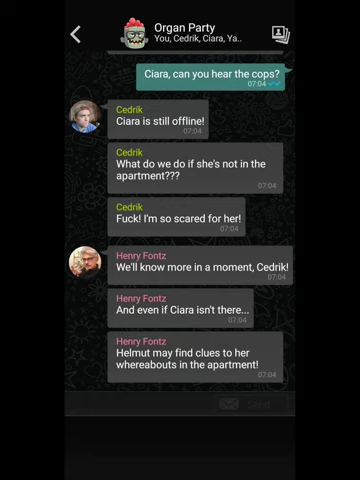 Organ Party
You, Cedrik, Ciara, Ya..
Ciara, can you hear the cops?
07:04
Cedrik
Ciara is still offline!
07:04
Cedrik
What do we do if she's not in the
apartment???
07:04
Cedrik
Fuck! I'm so scared for her!
07:04
Henry Fontz
We'll know more in a moment, Cedrik!
07:04
Henry Fontz
And even if Ciara isn't there...
07:04
Henry Fontz
Helmut may find clues to her
whereabouts in the apartment!
07:04
Send